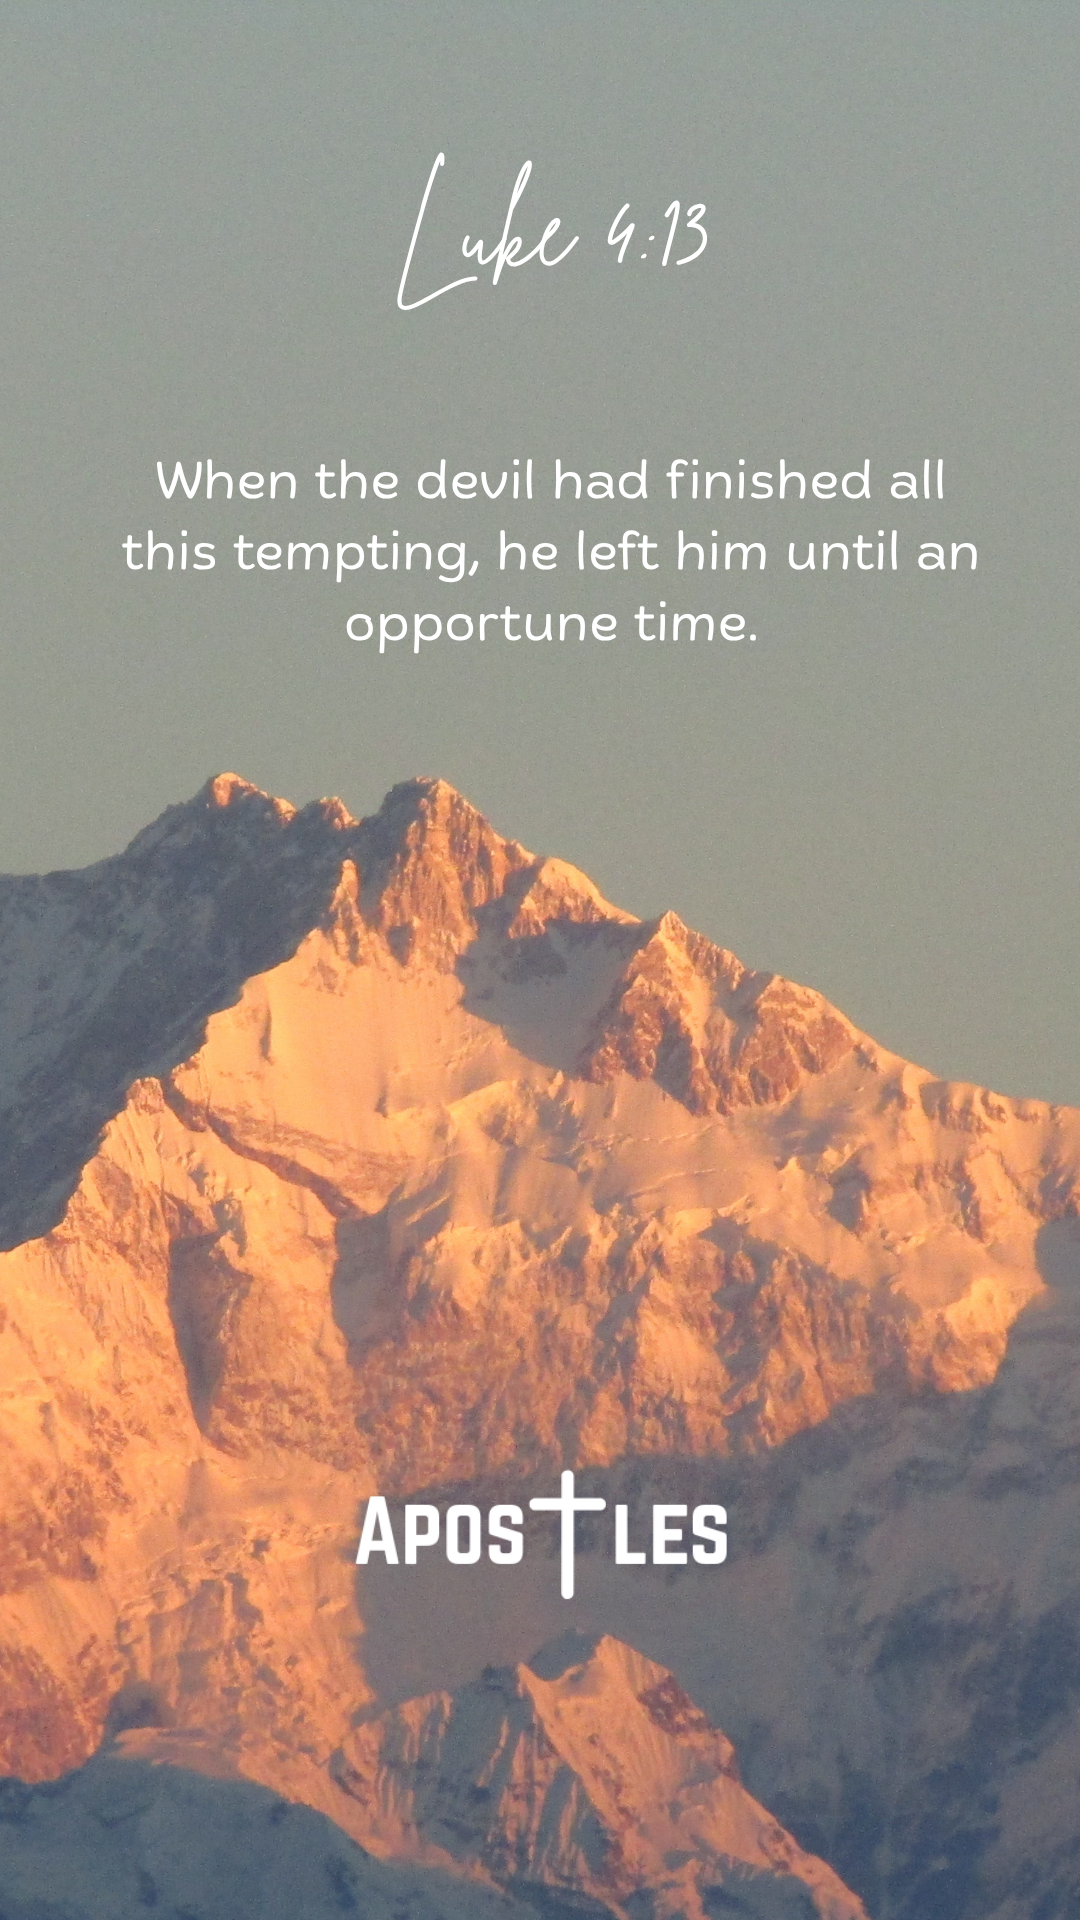 Luke 4:13
When the devil had finished all
this tempting, he left him until an
opportune time.
APOSTLES